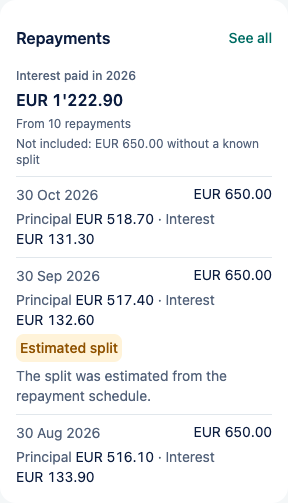 Repayments
See all
Interest paid in 2026
EUR 1'222.90
From 10 repayments
Not included: EUR 650.00 without a known
split
30 Oct 2026
EUR 650.00
Principal EUR 518.70 · Interest
EUR 131.30
30 Sep 2026
EUR 650.00
Principal EUR 517.40 · Interest
EUR 132.60
Estimated split
The split was estimated from the
repayment schedule.
30 Aug 2026
EUR 650.00
Principal EUR 516.10 · Interest
EUR 133.90